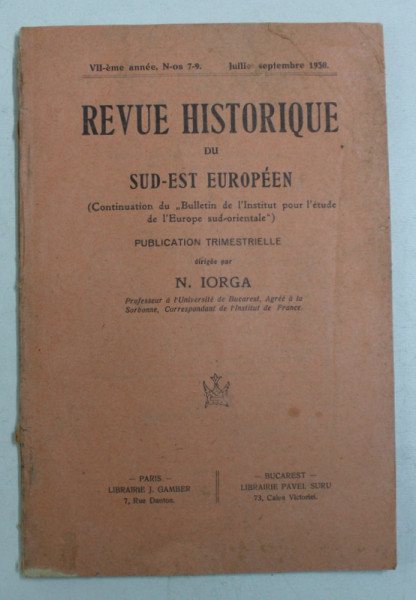 VII-ème année, N-os 7-9. Juille septembre 1930.
REVUE HISTORIQUE
DU
SUD-EST EUROPÉEN
(Continuation du „Bulletin de l'Institut pour l'étude
de l'Europe sud-orientale")
PUBLICATION TRIMESTRIELLE
dirigée par
N. IORGA
Professeur à l'Université de Bucarest, Agréé à la
Sorbonne, Correspondant de l'Institut de France.
— PARIS —
LIBRAIRIE J. GAMBER
7, Rue Danton.
— BUCAREST —
LIBRAIRIE PAVEL SURU
73, Calea Victoriei.